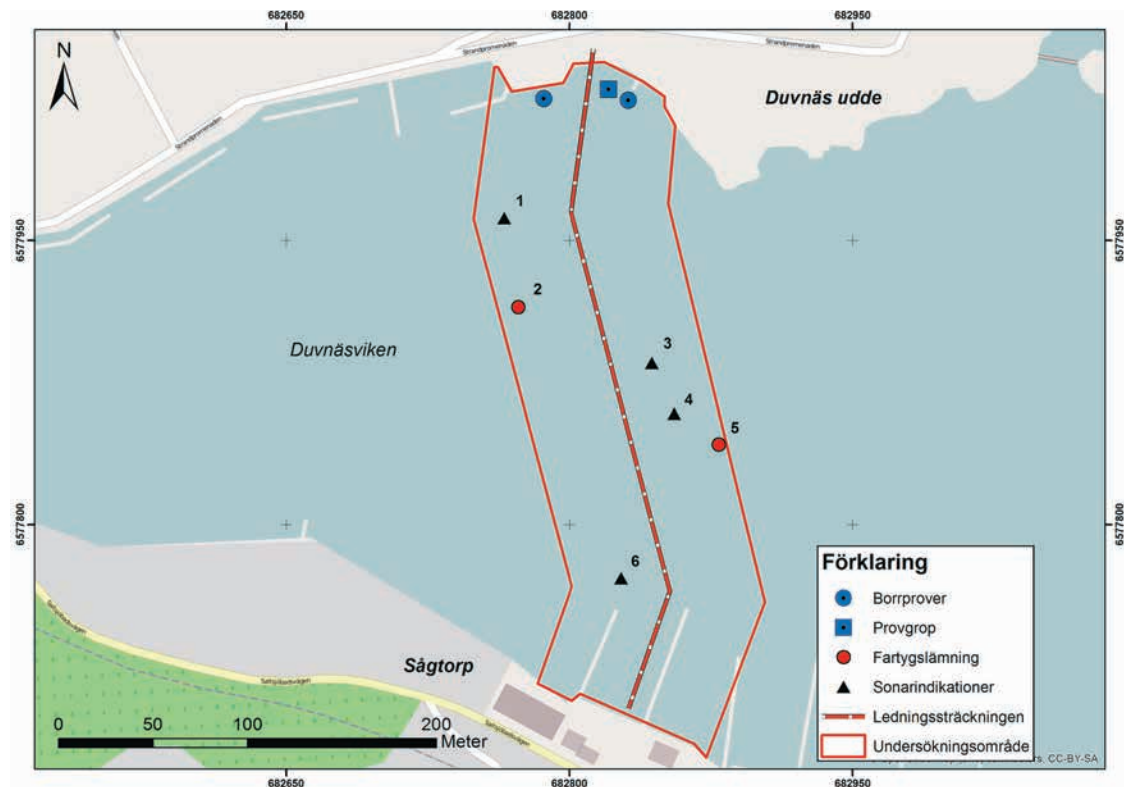 682650
682800
682950
N
Strandpromenaden
Strandpromenaden
Duvnäs udde
Strandpromenaden
1
6577950
6577950
2
Duvnäsviken
3
4
5
6577800
6577800
6
Förklaring
Borrprover
Provgrop
Fartygslämning
Sonarindikationer
Ledningssträckningen
Undersökningsområde
Sågtorp
0
50
100
200
Meter
CC-BY-SA
682650
682800
682950